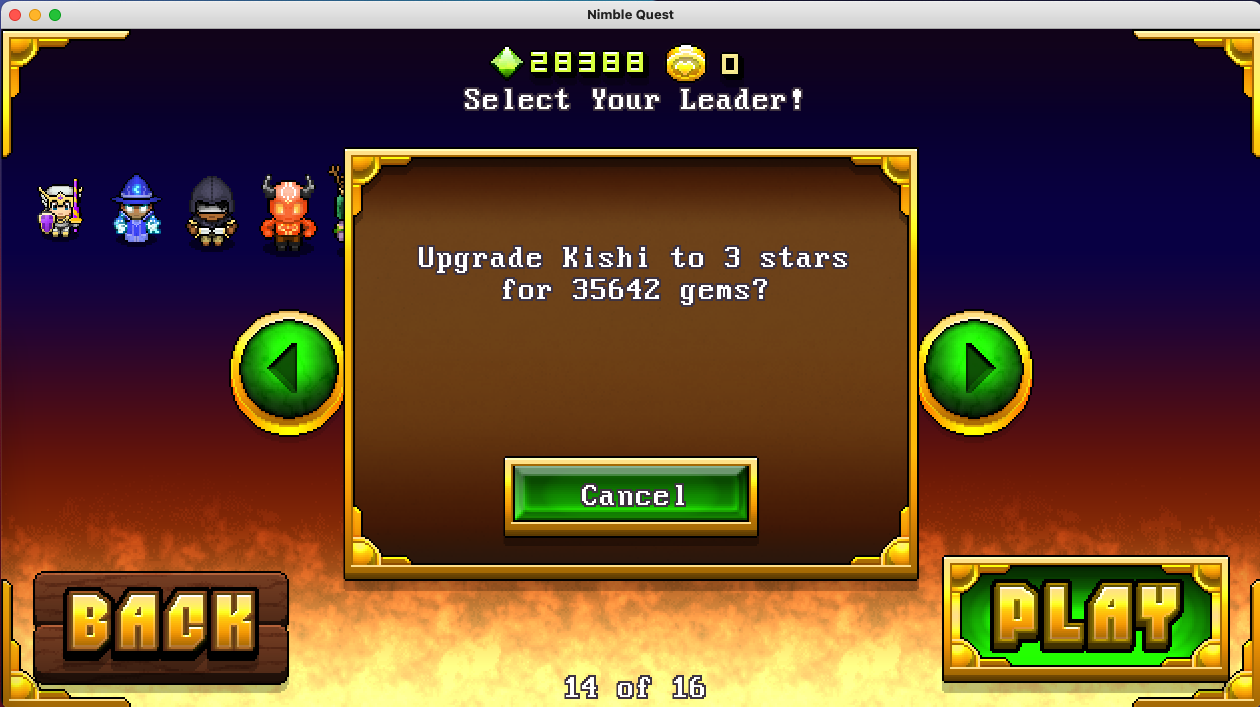 Nimble Quest
28388 0
Select Your Leader!
Upgrade Kishi to 3 stars
for 35642 gems?
Cancel
BACK
PLAY
14 of 16